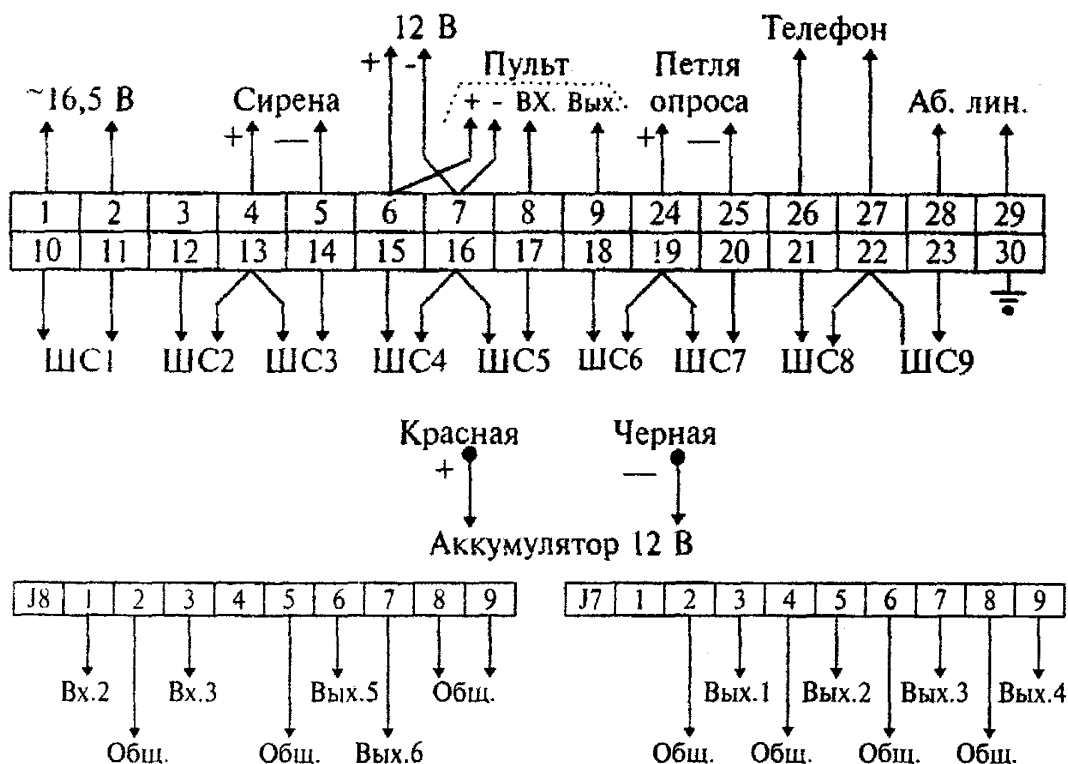 12 В
Телефон
+ -
Пульт
Петля
~16,5 В
Сирена
+ - ВХ. Вых.
опроса
Аб. лин.
+ —
+ —
1 2 3 4 5 6 7 8 9 24 25 26 27 28 29
10 11 12 13 14 15 16 17 18 19 20 21 22 23 30
ШС1 ШС2 ШС3 ШС4 ШС5 ШС6 ШС7 ШС8 ШС9
Красная Черная
+ —
Аккумулятор 12 В
J8 1 2 3 4 5 6 7 8 9
J7 1 2 3 4 5 6 7 8 9
Вх.2 Вх.3 Вых.5 Общ.
Вых.1 Вых.2 Вых.3 Вых.4
Общ. Общ. Вых.6
Общ. Общ. Общ. Общ.